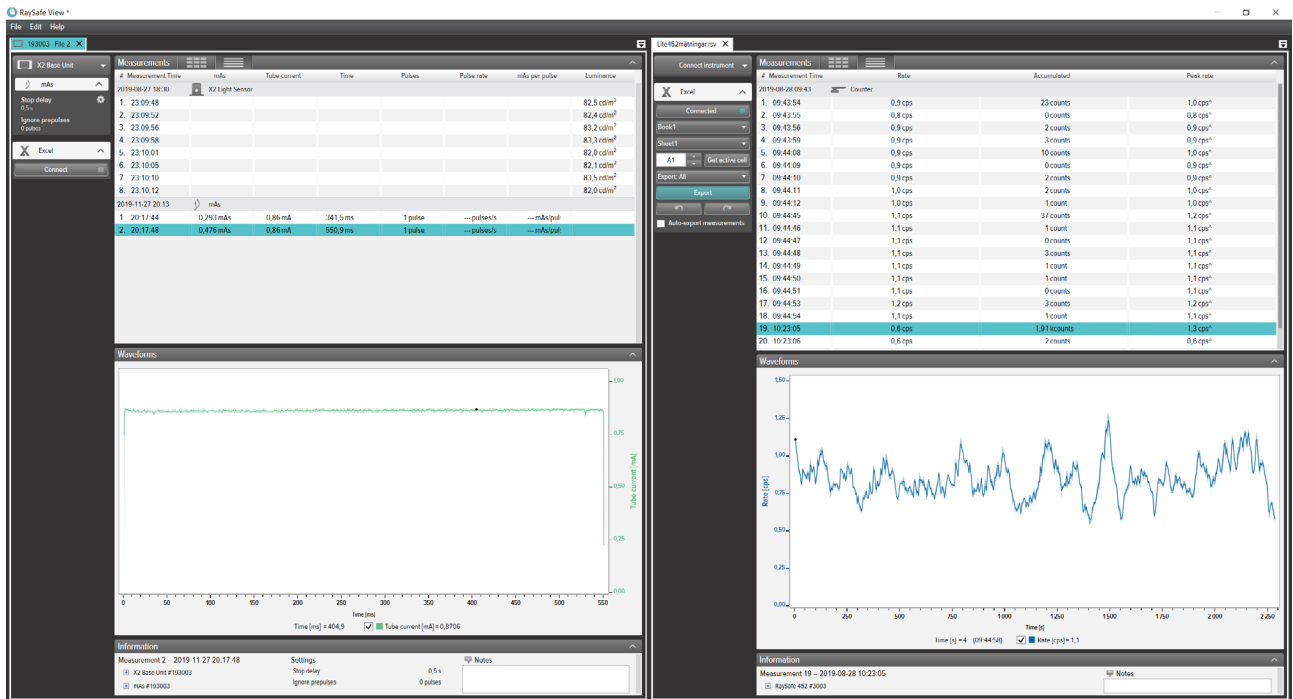 RaySafe View *
File Edit Help
193003 File 2 X
X2 Base Unit
mAs
Stop delay
0,5 s
Ignore prepulses
0 pulses
Excel
Connect
Measurements
# Measurement Time mAs Tube current Time Pulses Pulse rate mAs per pulse Luminance
2019-08-27 18:30 X2 Light Sensor
1. 23:09:48 82,5 cd/m²
2. 23:09:52 82,4 cd/m²
3. 23:09:56 83,2 cd/m²
4. 23:09:58 83,3 cd/m²
5. 23:10:01 82,0 cd/m²
6. 23:10:05 82,1 cd/m²
7. 23:10:10 83,5 cd/m²
8. 23.10.12 82,0 cd/m²
2019-11-27 20.13 mAs
1. 20:17:44 0,293 mAs 0,86 mA 341,5 ms 1 pulse --- pulses/s --- mAs/pul:
2. 20.17.48 0,476 mAs 0,86 mA 550,9 ms 1 pulse --- pulses/s --- mAs/pul:
Waveforms
1,00
0,75
0,50
0,25
0,00
Tube current [mA]
0 50 100 150 200 250 300 350 400 450 500 550
Time [ms]
Time [ms] = 404,9 Tube current [mA] = 0,8706
Information
Measurement 2 – 2019-11-27 20.17.48 Settings Notes
X2 Base Unit #193003 Stop delay 0,5 s
mAs #193003 Ignore prepulses 0 pulses
Lite452mätningar.rsv X
Connect instrument
Excel
Connected
Book1
Sheet1
A1 Get active cell
Export: All
Export
Auto-export measurements
Measurements
# Measurement Time Rate Accumulated Peak rate
2019-08-28 09:43 Counter
1. 09:43:54 0,9 cps 23 counts 1,0 cps^
2. 09:43:55 0,8 cps 0 counts 0,8 cps^
3. 09:43:56 0,9 cps 2 counts 0,9 cps^
4. 09:43:59 0,9 cps 3 counts 0,9 cps^
5. 09:44:08 0,9 cps 10 counts 1,0 cps^
6. 09:44:09 0,9 cps 0 counts 0,9 cps^
7. 09:44:10 0,9 cps 2 counts 0,9 cps^
8. 09:44.11 1,0 cps 2 counts 1,0 cps^
9. 09:44:12 1,0 cps 1 count 1,0 cps^
10. 09:44:45 1,1 cps 37 counts 1,2 cps^
11. 09:44:46 1,1 cps 1 count 1,1 cps^
12. 09:44:47 1,1 cps 0 counts 1,1 cps^
13. 09:44:48 1,1 cps 3 counts 1,1 cps^
14. 09:44:49 1,1 cps 1 count 1,1 cps^
15. 09:44:50 1,1 cps 1 count 1,1 cps^
16. 09:44.51 1,1 cps 0 counts 1,1 cps^
17. 09:44:53 1,2 cps 3 counts 1,2 cps^
18. 09:44:54 1,1 cps 1 count 1,1 cps^
19. 10:23:05 0,6 cps 1,91 kcounts 1,3 cps^
20. 10:23:06 0,6 cps 2 counts 0,6 cps^
Waveforms
1,50
1,25
1,00
0,75
0,50
0,25
0,00
Rate [cps]
0 250 500 750 1 000 1 250 1 500 1 750 2 000 2 250
Time [s]
Time [s] = 4 (09:44:58) Rate [cps] = 1,1
Information
Measurement 19 – 2019-08-28 10:23:05 Notes
RaySafe 452 #3003